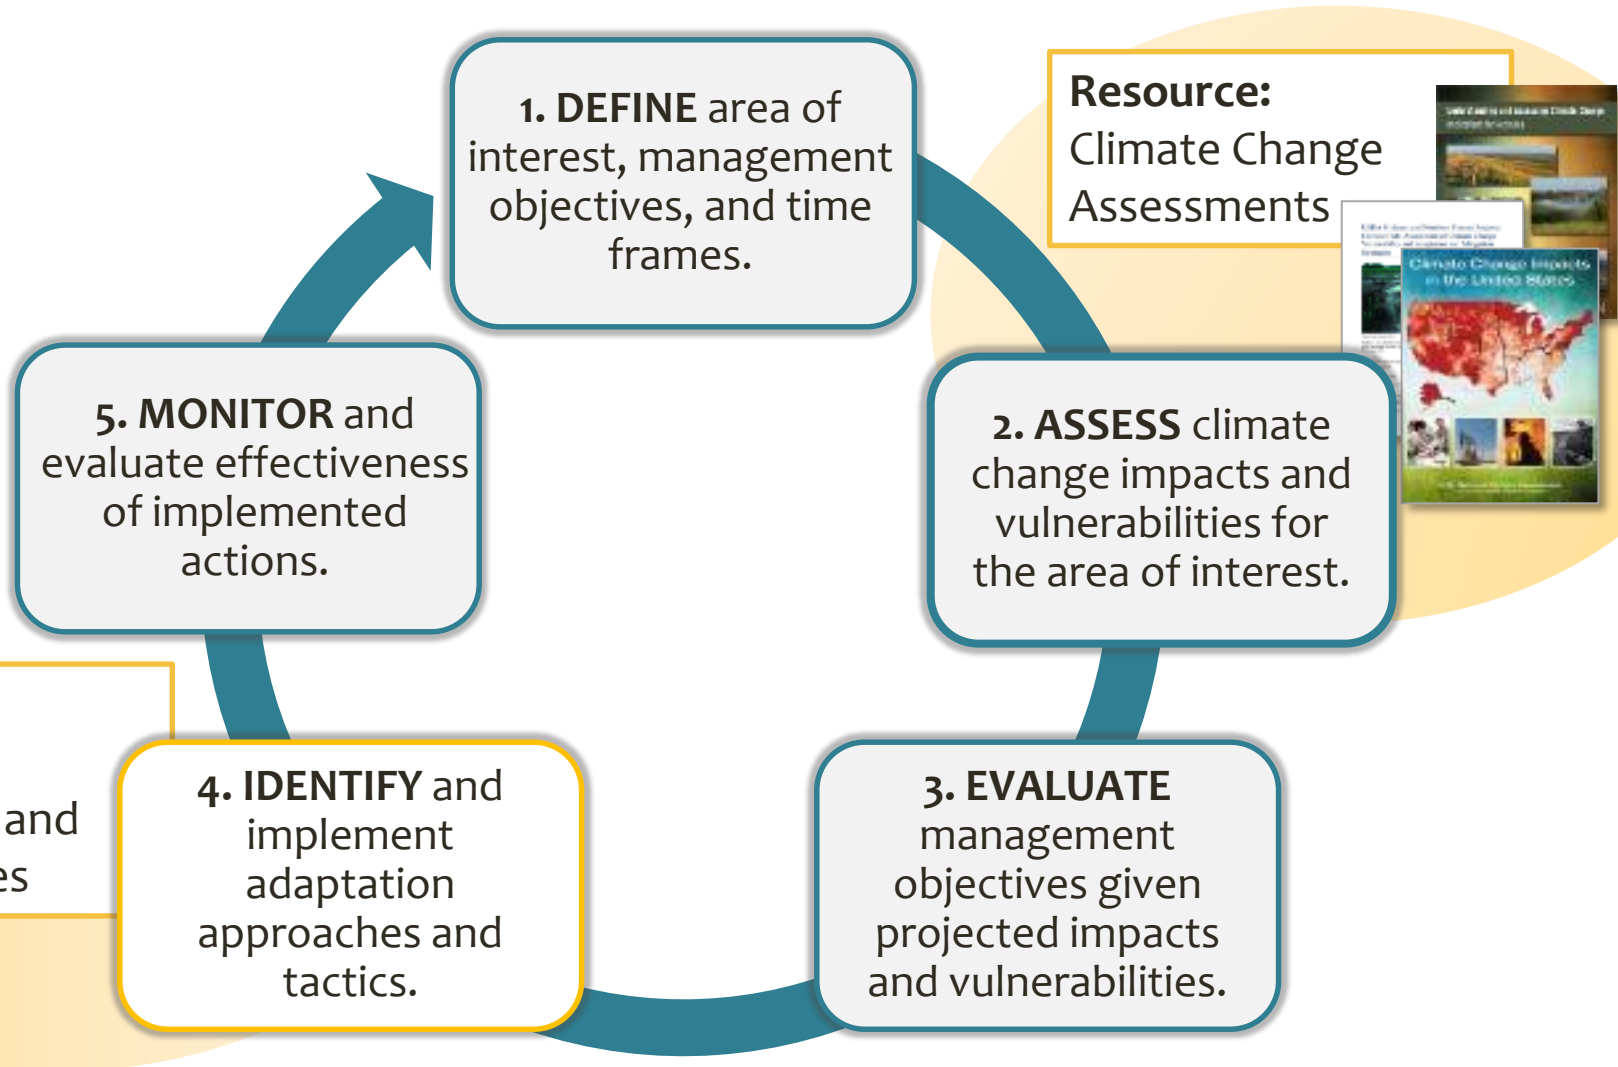 1. DEFINE area of
interest, management
objectives, and time
frames.
Resource:
Climate Change
Assessments
Climate Change Impacts
in the United States
2. ASSESS climate
change impacts and
vulnerabilities for
the area of interest.
3. EVALUATE
management
objectives given
projected impacts
and vulnerabilities.
4. IDENTIFY and
implement
adaptation
approaches and
tactics.
5. MONITOR and
evaluate effectiveness
of implemented
actions.
and
es